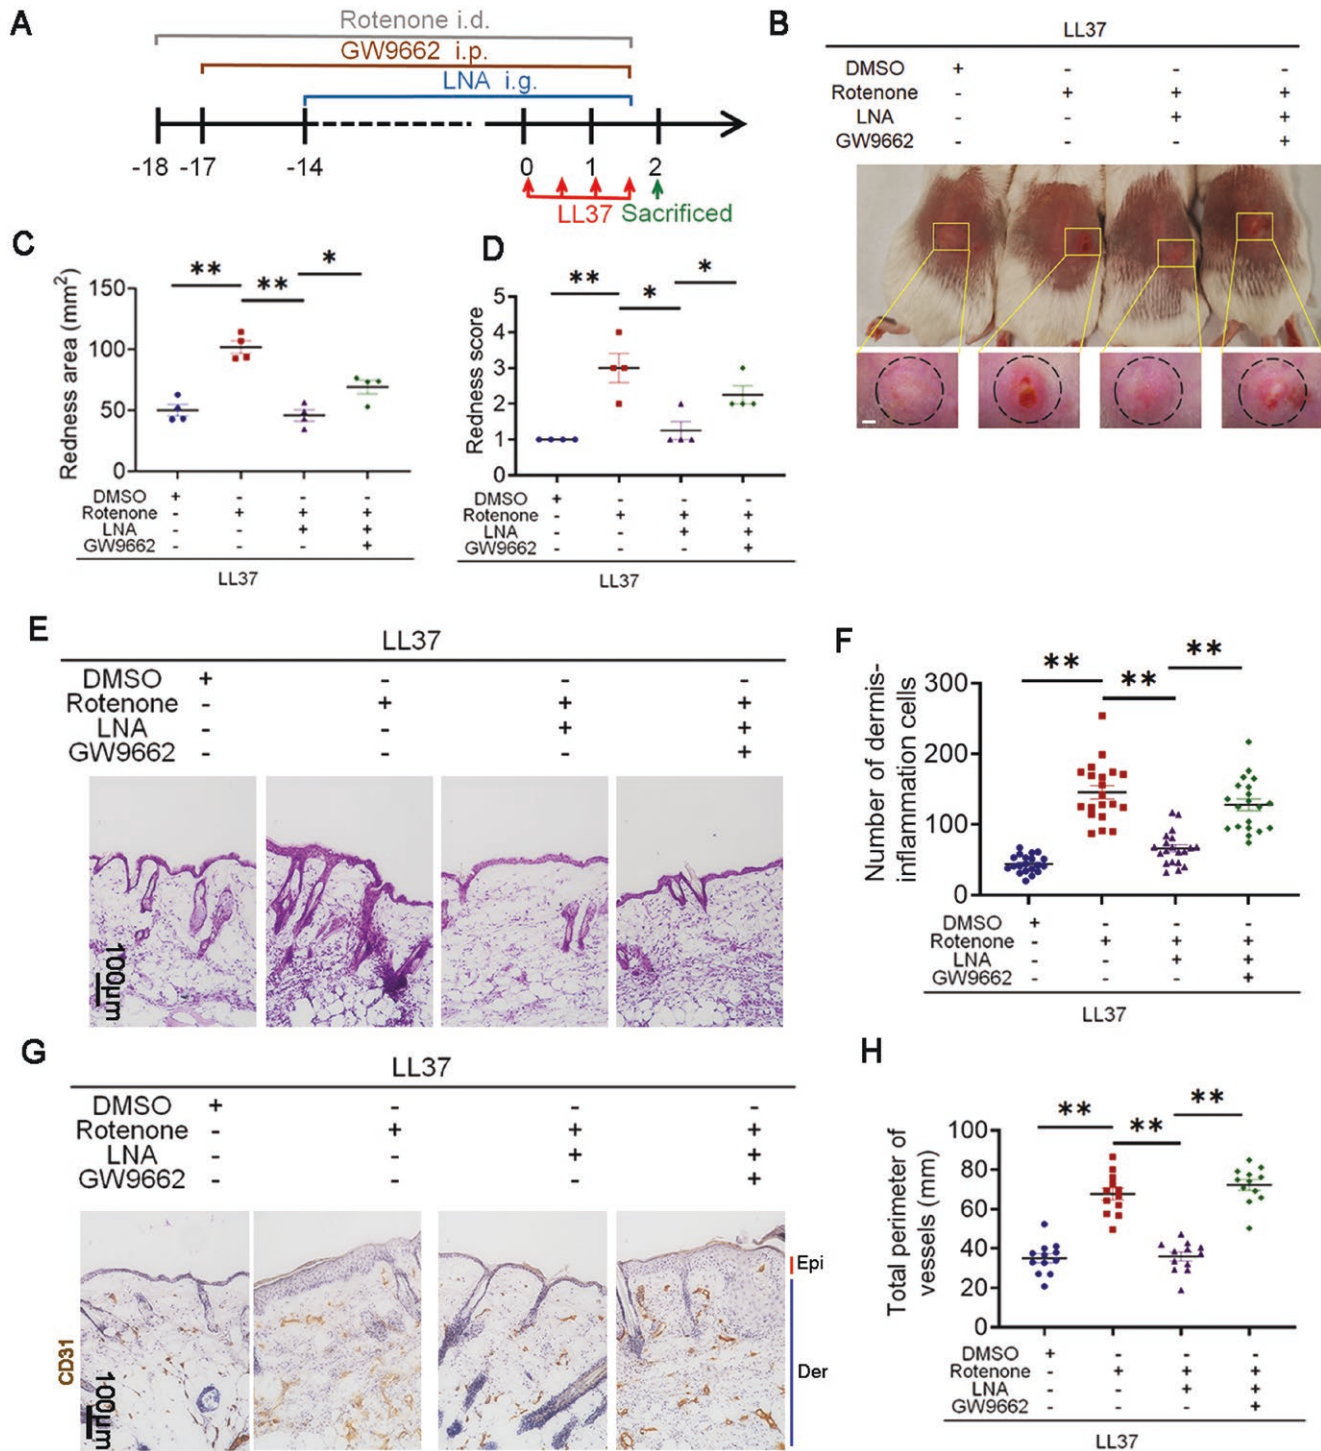 A
Rotenone i.d.
GW9662 i.p.
LNA i.g.
-18 -17 -14 0 1 2
LL37 Sacrificed
B
LL37
DMSO + - - -
Rotenone - + + +
LNA - - + +
GW9662 - - - +
C
** ** *
Redness area (mm²)
150
100
50
0
DMSO + - - -
Rotenone - + + +
LNA - - + +
GW9662 - - - +
LL37
D
** * *
Redness score
5
4
3
2
1
0
DMSO + - - -
Rotenone - + + +
LNA - - + +
GW9662 - - - +
LL37
E
LL37
DMSO + - - -
Rotenone - + + +
LNA - - + +
GW9662 - - - +
100μm
F
** ** **
Number of dermis-
inflammation cells
300
200
100
0
DMSO + - - -
Rotenone - + + +
LNA - - + +
GW9662 - - - +
LL37
G
LL37
DMSO + - - -
Rotenone - + + +
LNA - - + +
GW9662 - - - +
CD31
100μm
Epi
Der
H
** ** **
Total perimeter of
vessels (mm)
100
80
60
40
20
0
DMSO + - - -
Rotenone - + + +
LNA - - + +
GW9662 - - - +
LL37